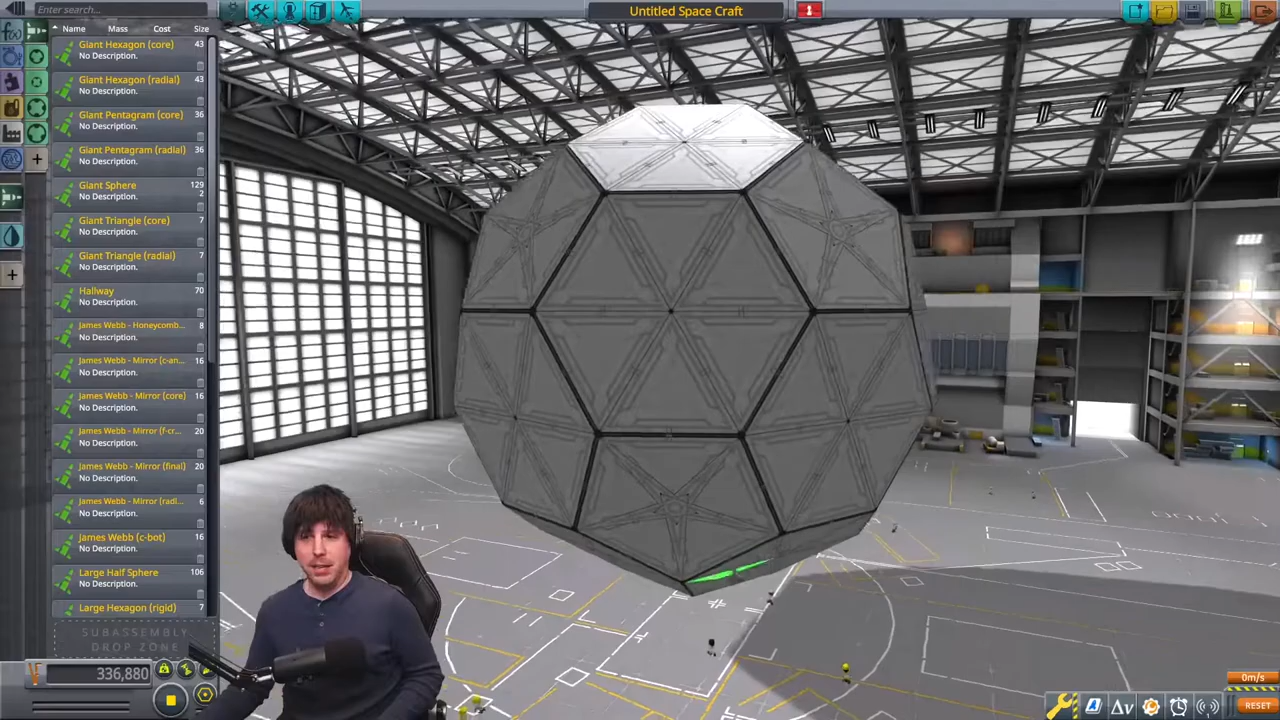 Enter search...
Untitled Space Craft
Name Mass Cost Size
Giant Hexagon (core) 43
No Description.
Giant Hexagon (radial) 43
No Description.
Giant Pentagram (core) 36
No Description.
Giant Pentagram (radial) 36
No Description.
Giant Sphere 129
2
No Description.
Giant Triangle (core) 7
No Description.
Giant Triangle (radial) 7
No Description.
Hallway 70
No Description.
James Webb - Honeycomb... 8
No Description.
James Webb - Mirror (c-an... 16
No Description.
James Webb - Mirror (core) 16
No Description.
James Webb - Mirror (f-cr... 20
No Description.
James Webb - Mirror (final) 20
No Description.
James Webb - Mirror (radi... 6
No Description.
James Webb (c-bot) 16
No Description.
Large Half Sphere 106
No Description.
Large Hexagon (rigid) 7
SUBASSEMBLY
DROP ZONE
336,880
0m/s
Δv
RESET